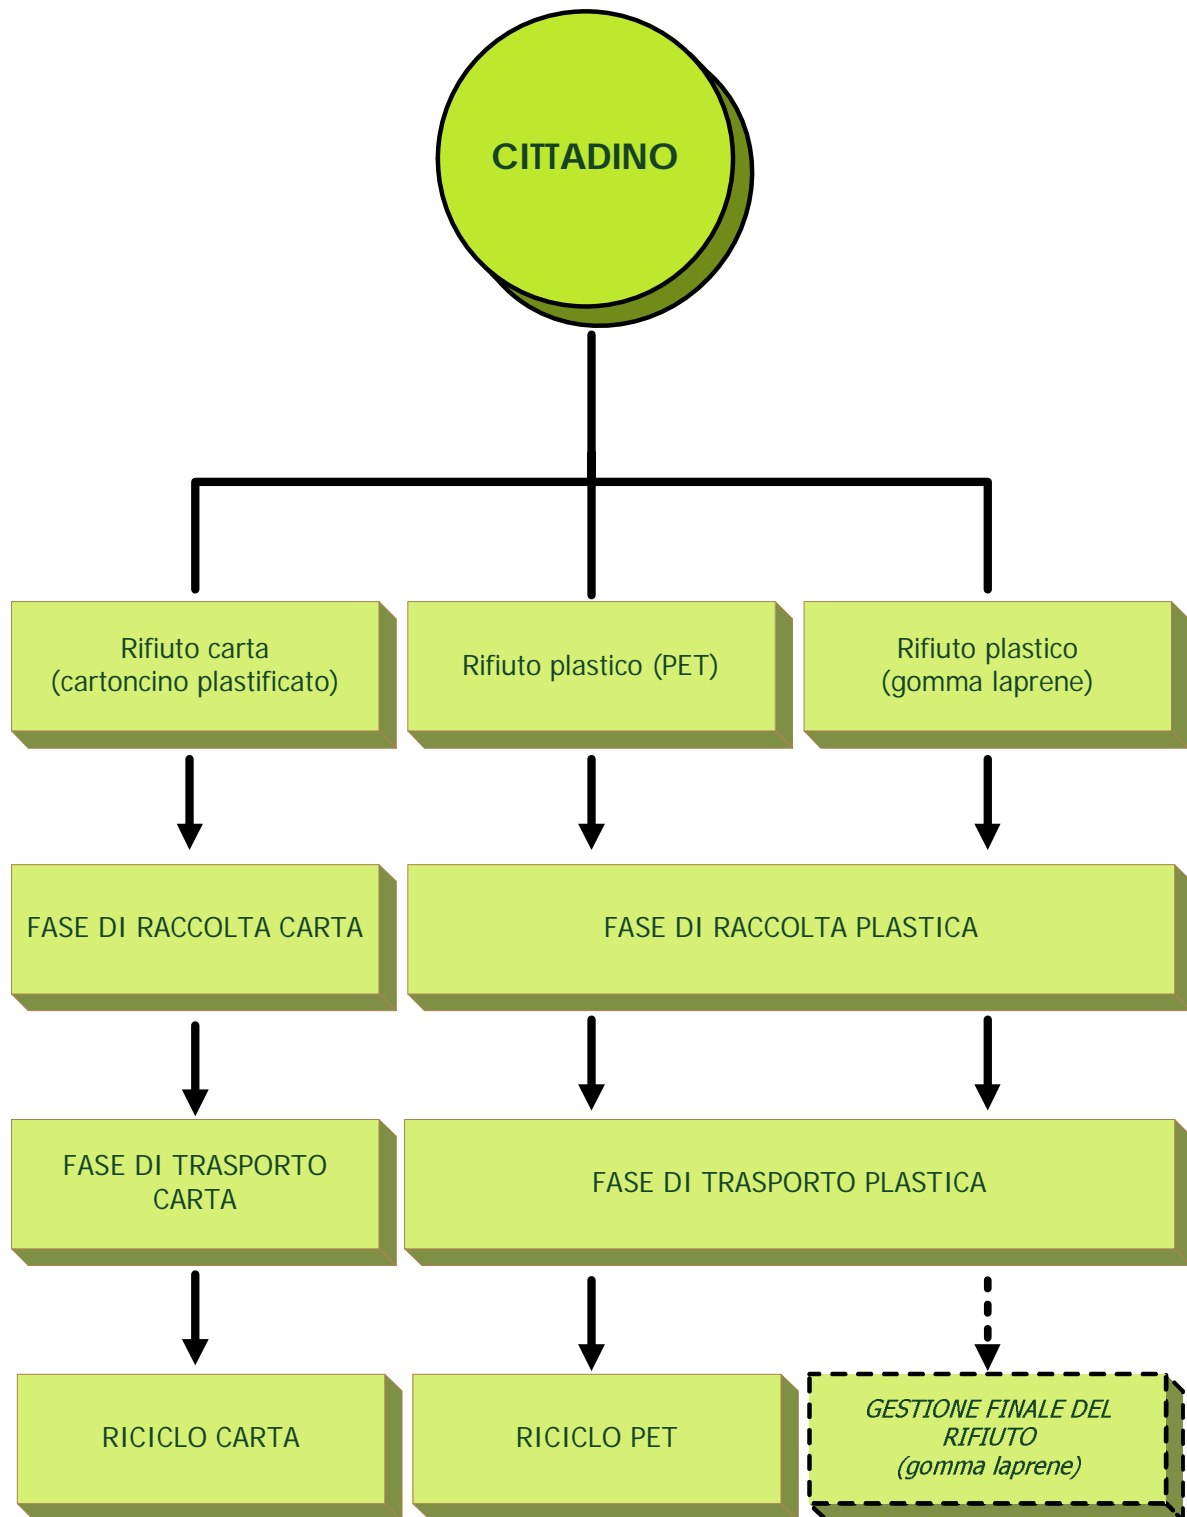 CITTADINO
Rifiuto carta
(cartoncino plastificato)
Rifiuto plastico (PET)
Rifiuto plastico
(gomma laprene)
FASE DI RACCOLTA CARTA
FASE DI RACCOLTA PLASTICA
FASE DI TRASPORTO
CARTA
FASE DI TRASPORTO PLASTICA
RICICLO CARTA
RICICLO PET
GESTIONE FINALE DEL
RIFIUTO
(gomma laprene)